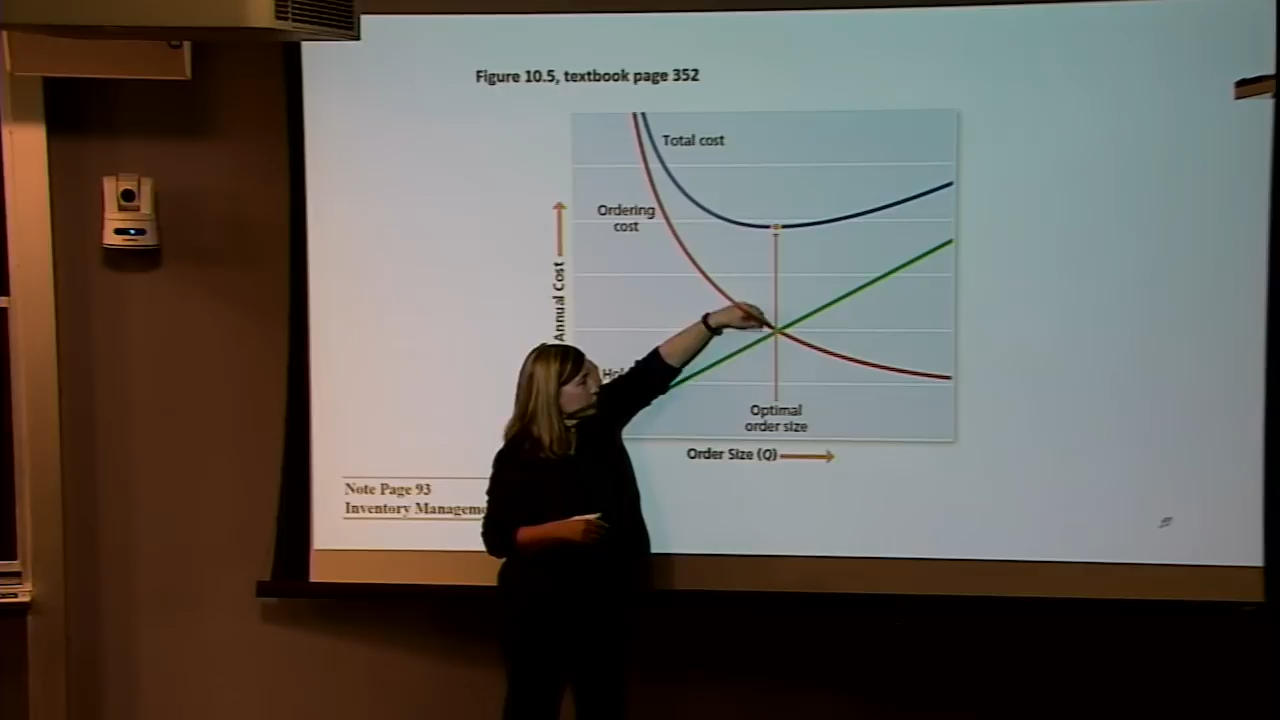 Figure 10.5, textbook page 352
Total cost
Ordering
cost
Annual Cost
Optimal
order size
Order Size (Q)
Note Page 93
Inventory